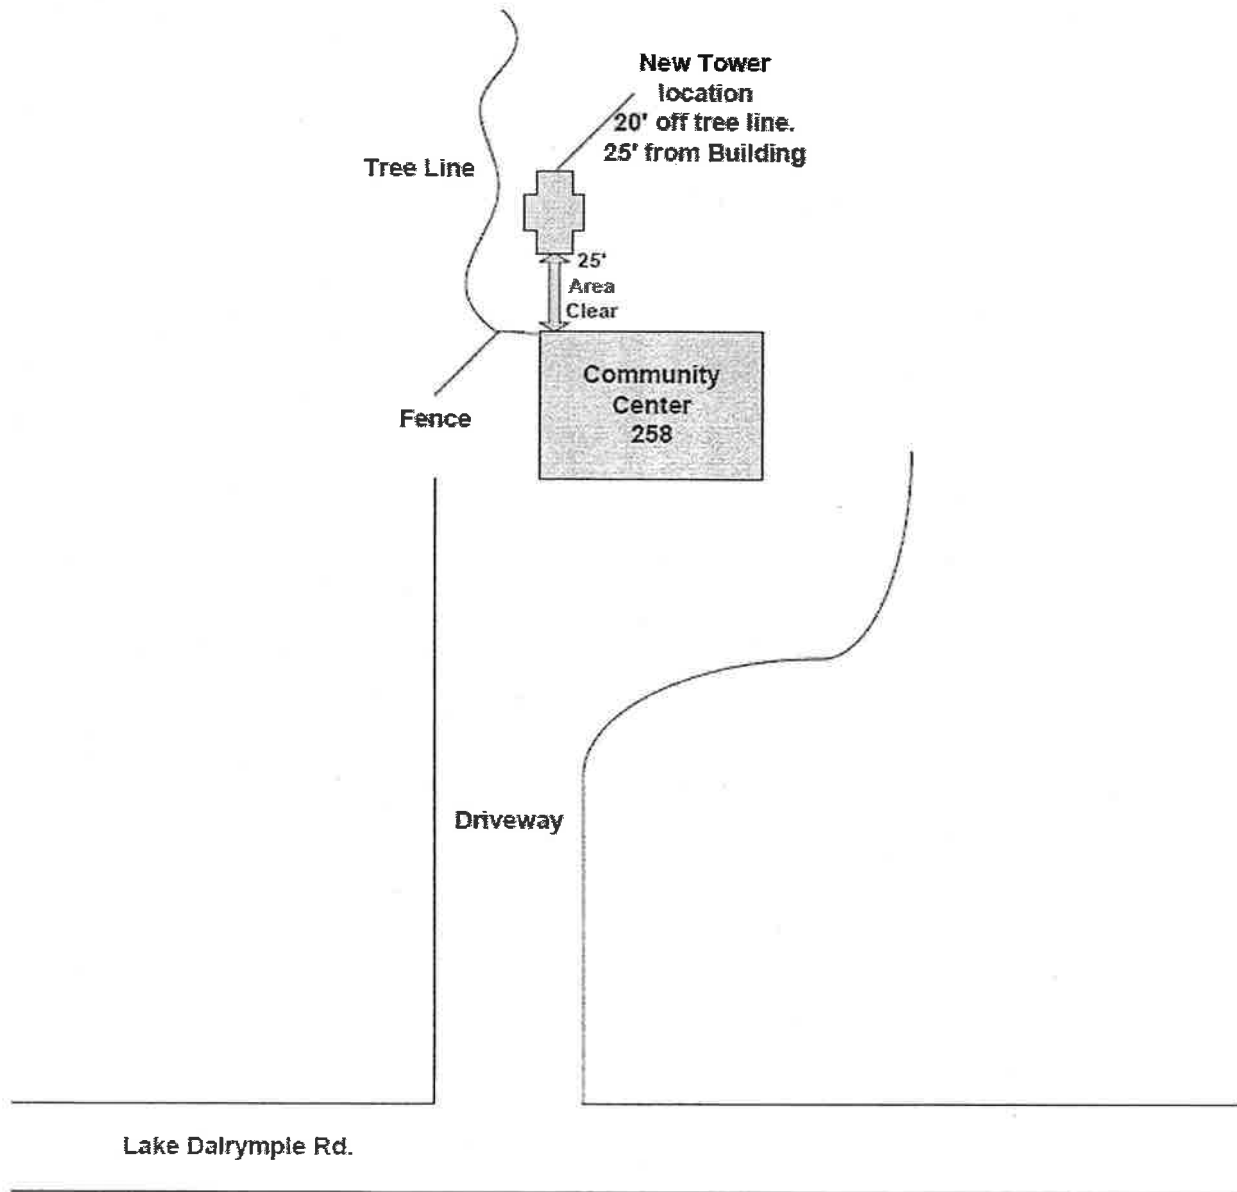 New Tower
location
20' off tree line.
25' from Building
Tree Line
25'
Area
Clear
Community
Center
258
Fence
Driveway
Lake Dalrymple Rd.